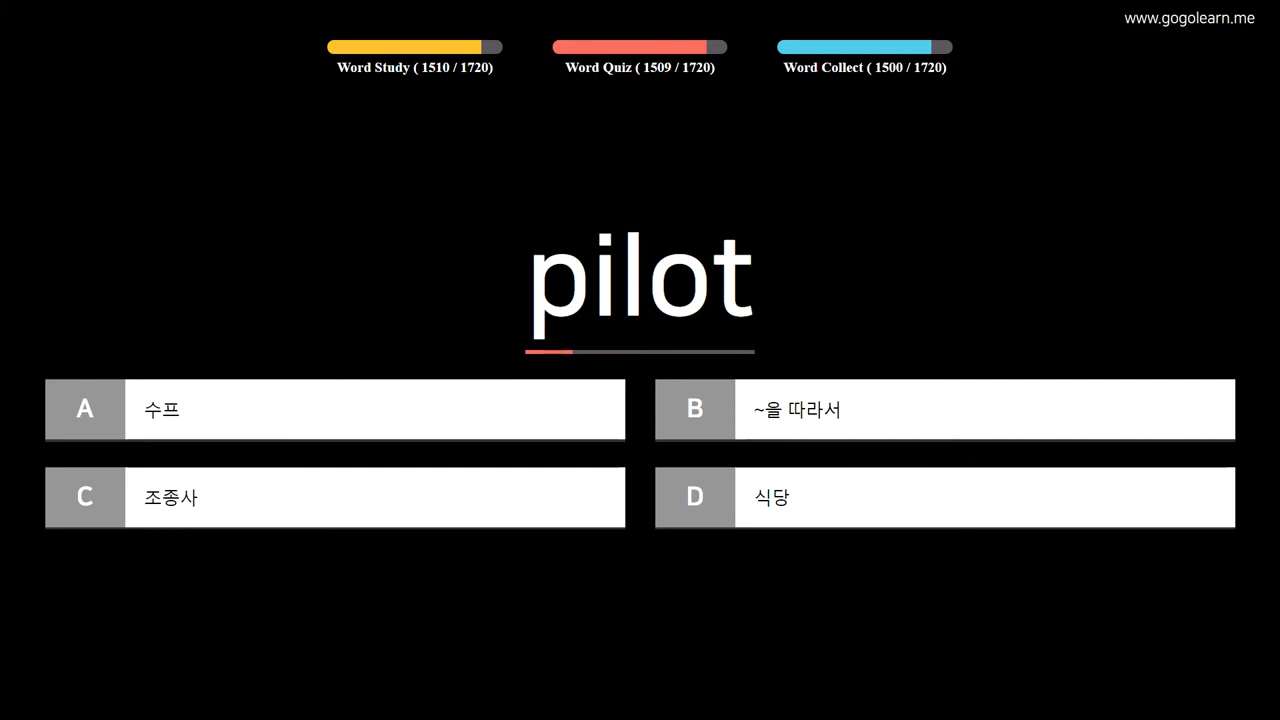 www.gogolearn.me
Word Study ( 1510 / 1720)
Word Quiz ( 1509 / 1720)
Word Collect ( 1500 / 1720)
pilot
A 수프
B ~을 따라서
C 조종사
D 식당